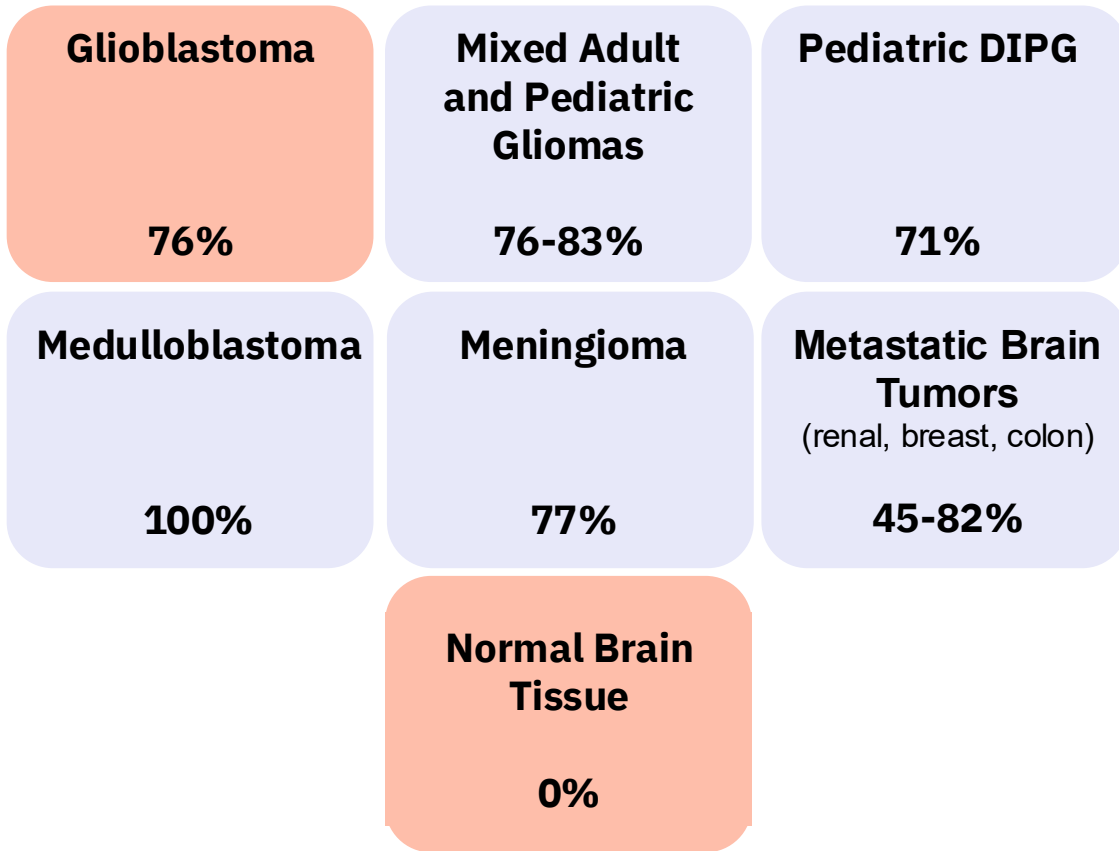 Glioblastoma
76%
Mixed Adult
and Pediatric
Gliomas
76-83%
Pediatric DIPG
71%
Medulloblastoma
100%
Meningioma
77%
Metastatic Brain
Tumors
(renal, breast, colon)
45-82%
Normal Brain
Tissue
0%